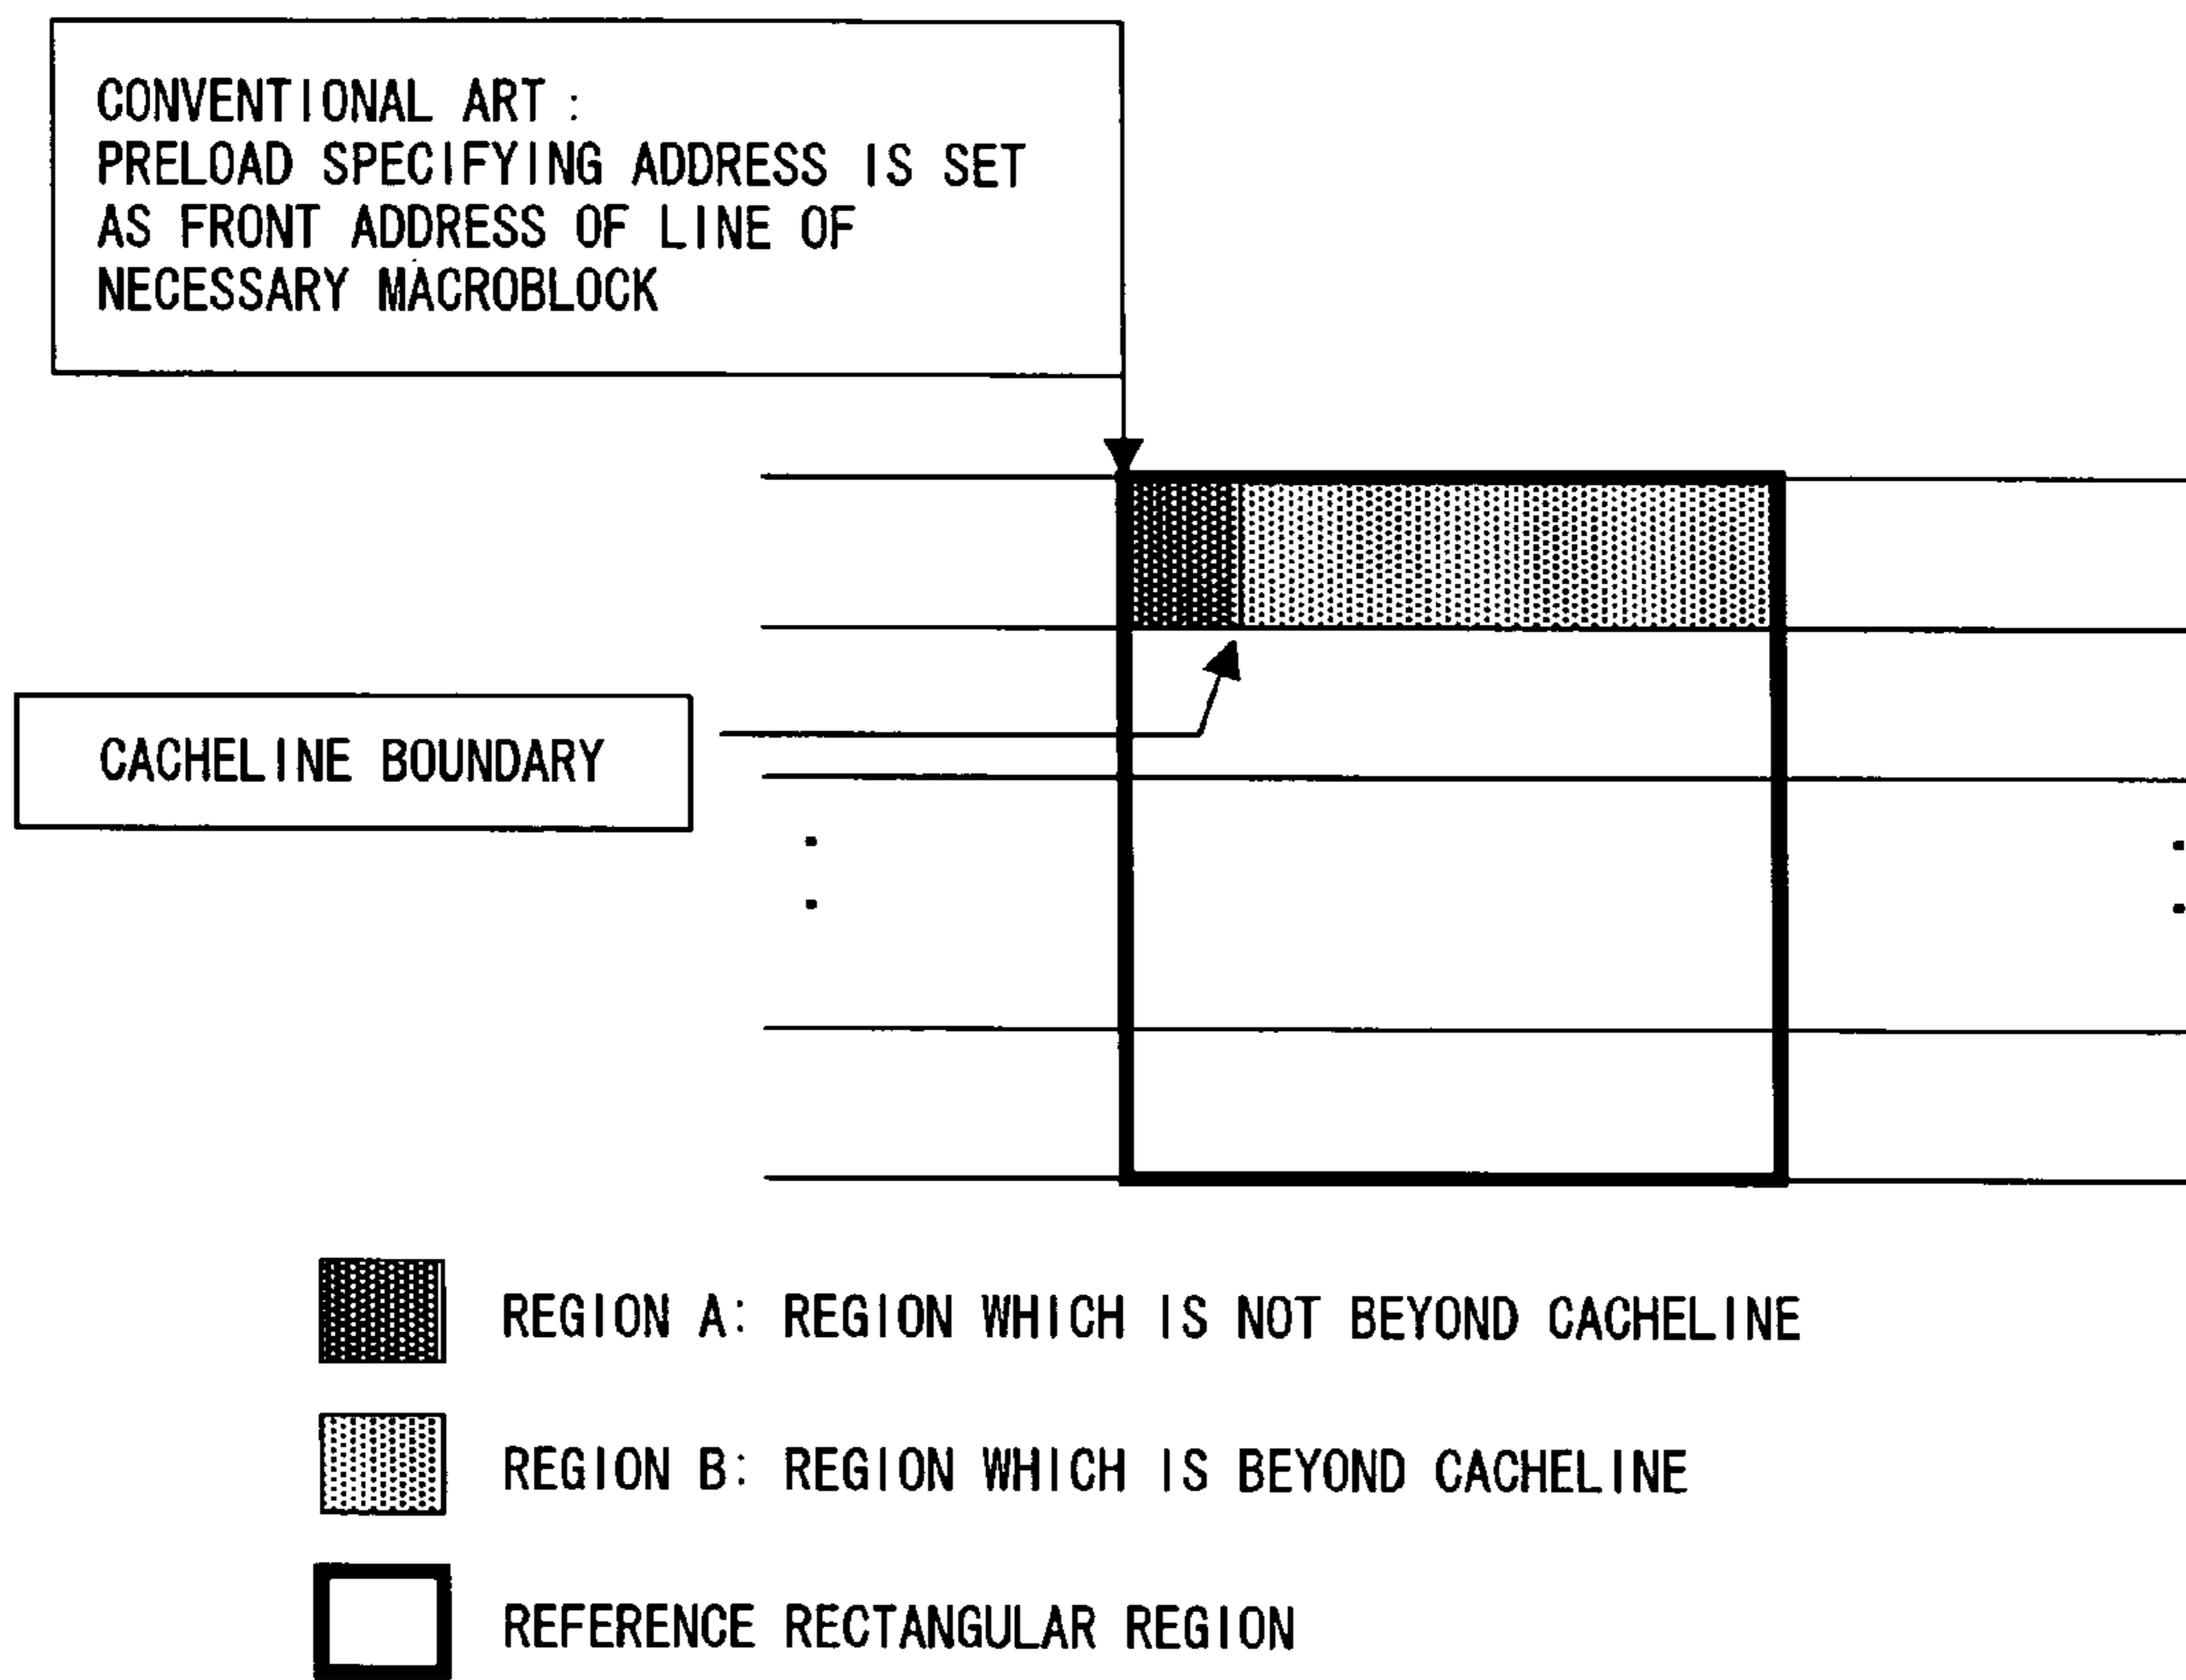 CONVENTIONAL ART :
PRELOAD SPECIFYING ADDRESS IS SET
AS FRONT ADDRESS OF LINE OF
NECESSARY MACROBLOCK
CACHELINE BOUNDARY
REGION A: REGION WHICH IS NOT BEYOND CACHELINE
REGION B: REGION WHICH IS BEYOND CACHELINE
REFERENCE RECTANGULAR REGION